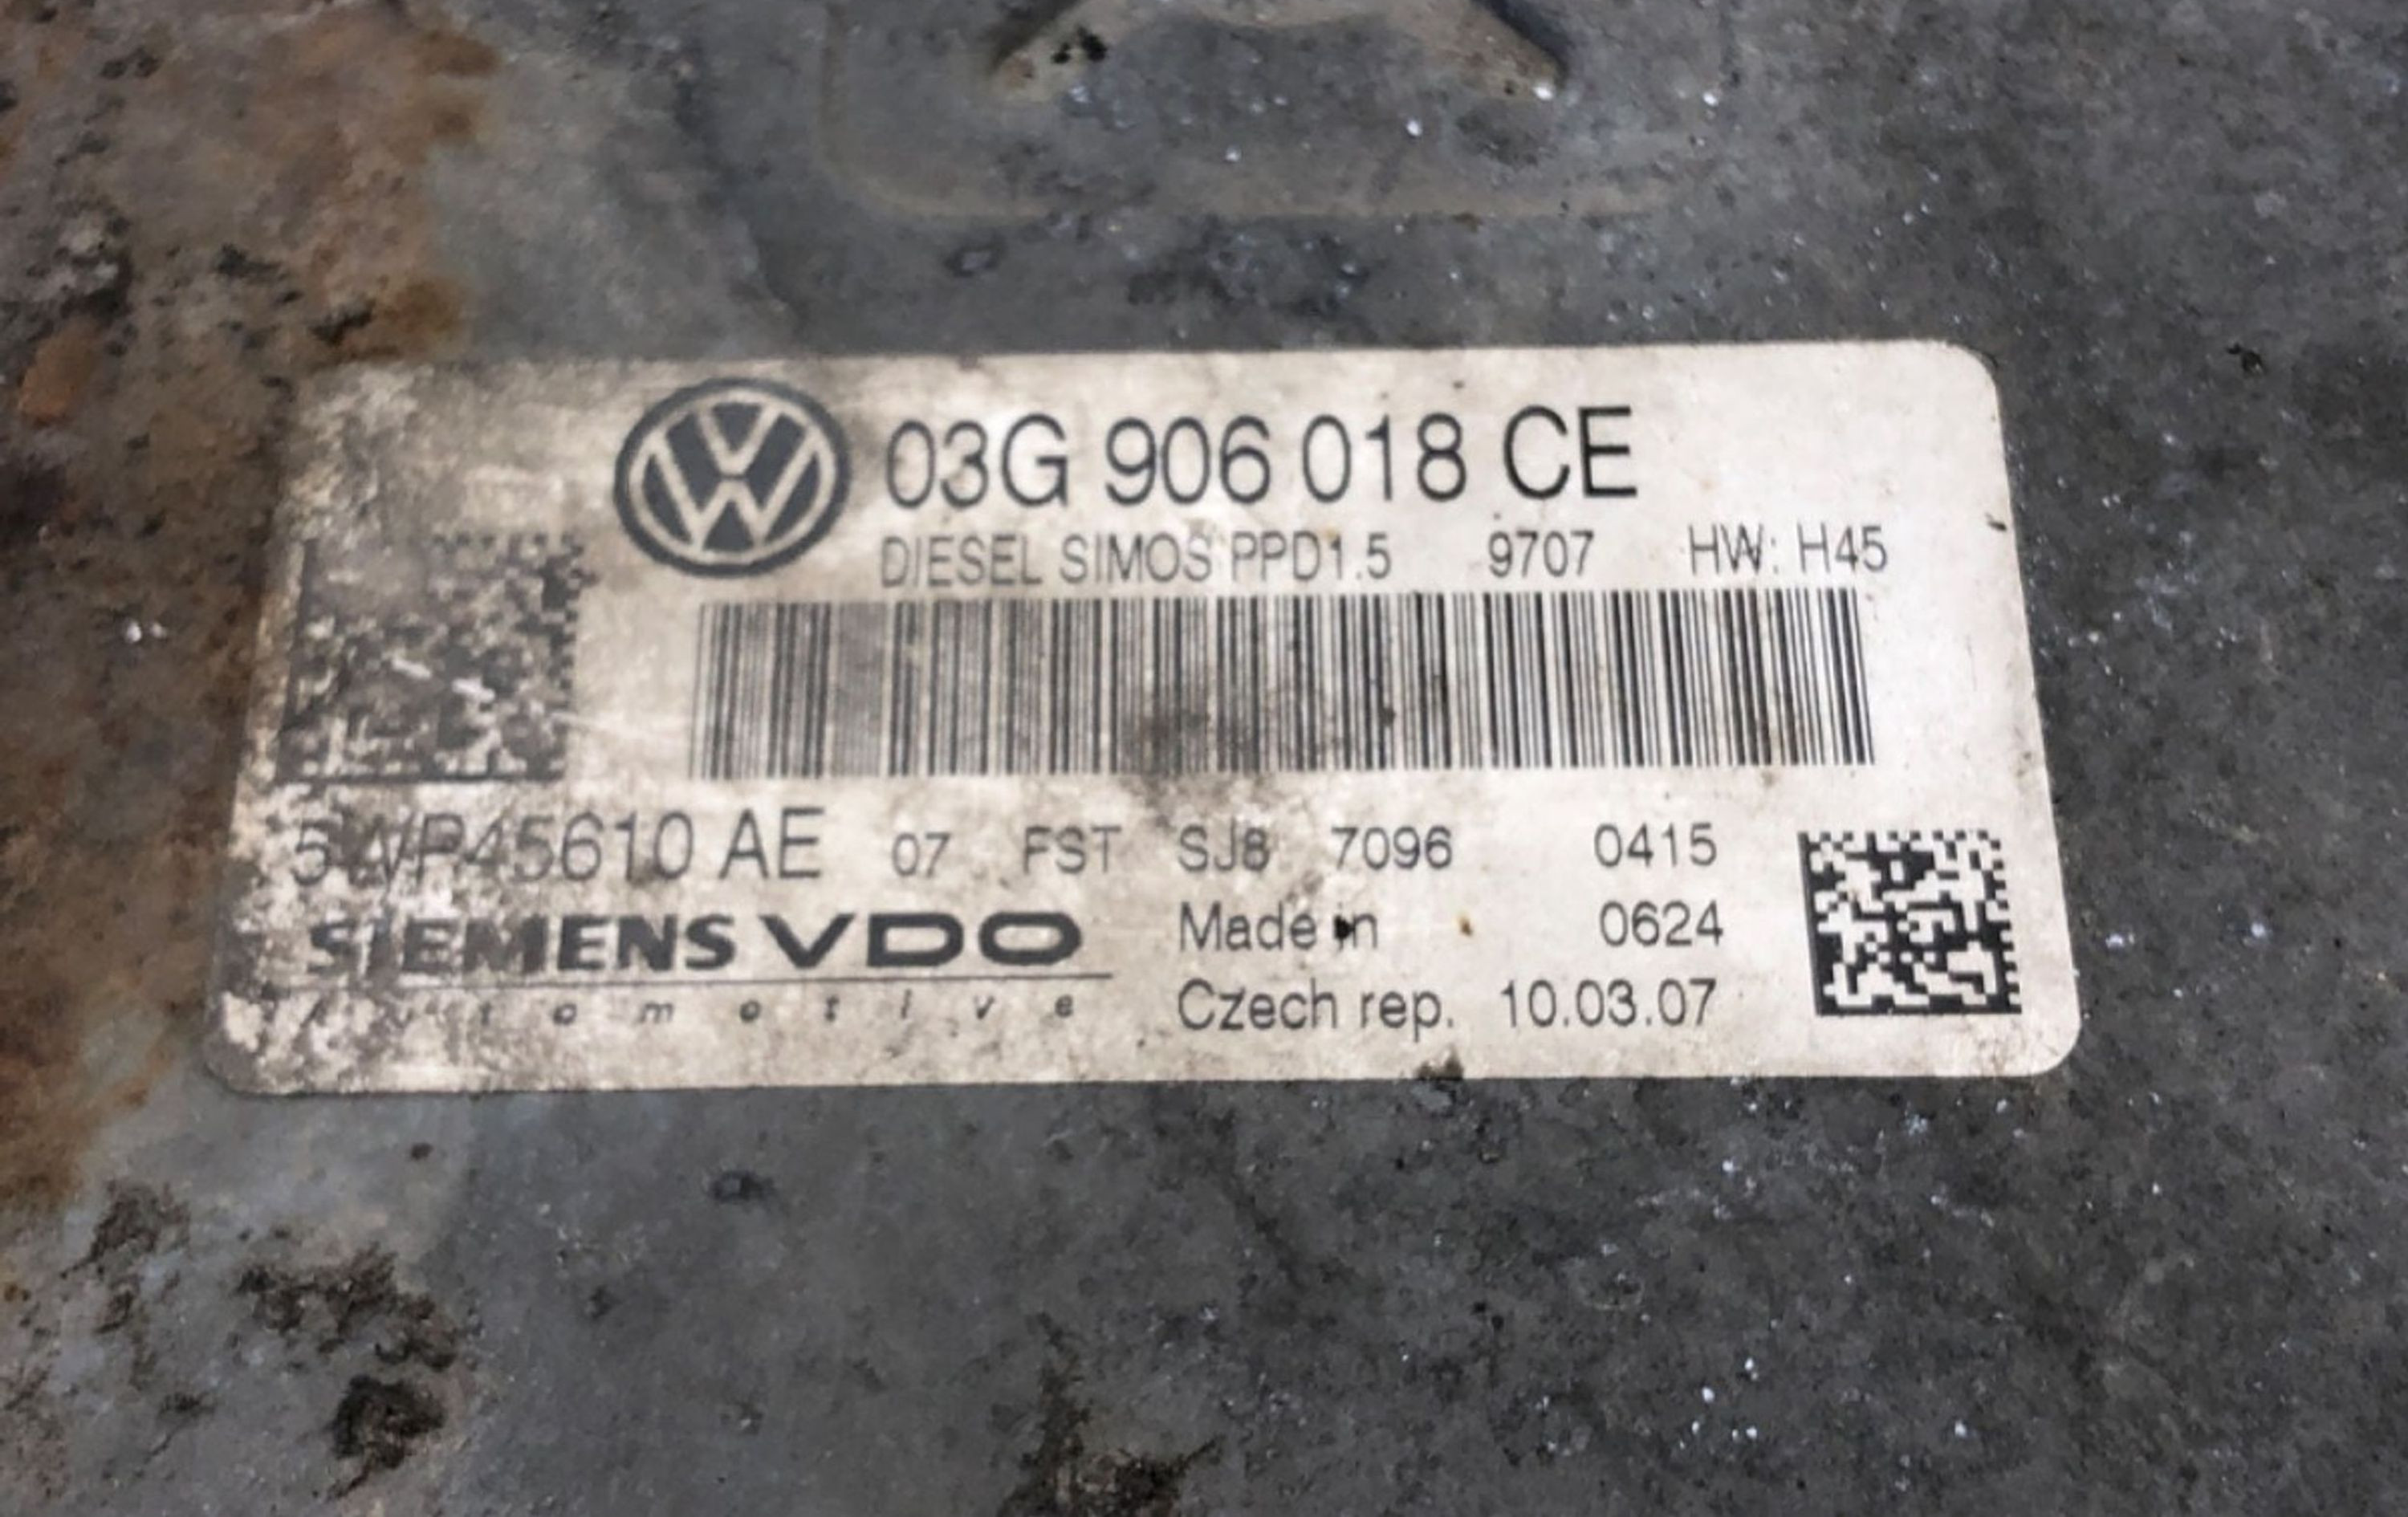 03G 906 018 CE
DIESEL SIMOS PPD1.5 9707 HW: H45
5WP45610 AE 07 FST SJ8 7096 0415
SIEMENS VDO Made in 0624
Automotive Czech rep. 10.03.07